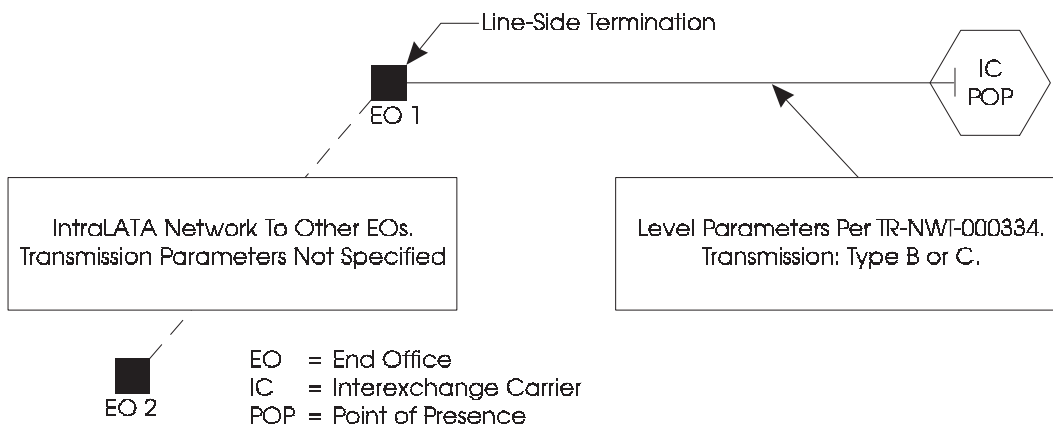 Line-Side Termination
IC
POP
EO 1
IntraLATA Network To Other EOs.
Transmission Parameters Not Specified
Level Parameters Per TR-NWT-000334.
Transmission: Type B or C.
EO = End Office
IC = Interexchange Carrier
POP = Point of Presence
EO 2